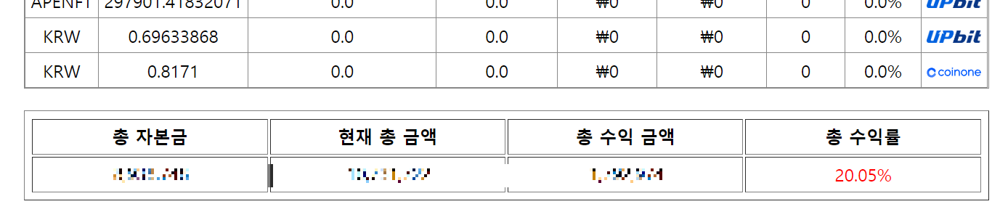 APENFT 297901.41832071 0.0 0.0 ₩0 ₩0 0 0.0% UPbit
KRW 0.69633868 0.0 0.0 ₩0 ₩0 0 0.0% UPbit
KRW 0.8171 0.0 0.0 ₩0 ₩0 0 0.0% coinone
총 자본금 현재 총 금액 총 수익 금액 총 수익률
20.05%